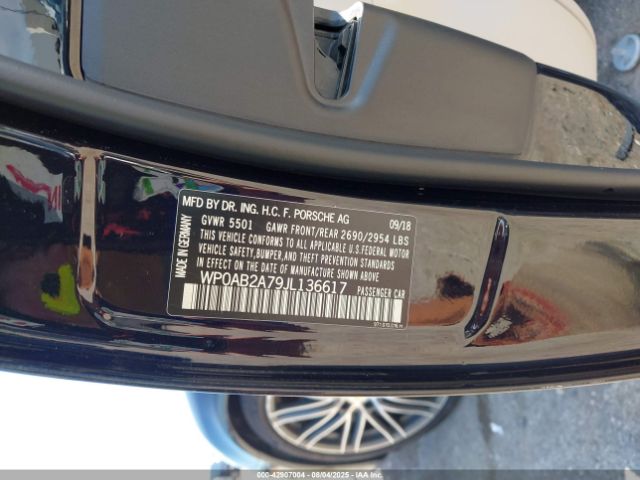 MFD BY DR. ING. H.C. F. PORSCHE AG 09/18
GVWR 5501 GAWR FRONT/REAR 2690/2954 LBS
THIS VEHICLE CONFORMS TO ALL APPLICABLE U.S.FEDERAL MOTOR
VEHICLE SAFETY,BUMPER,AND THEFT PREVENTION STANDARDS
IN EFFECT ON THE DATE OF MANUFACTURE SHOWN ABOVE.
WP0AB2A79JL136617 PASSENGER CAR
MADE IN GERMANY
000-42907004 - 08/04/2025 - IAA Corp.